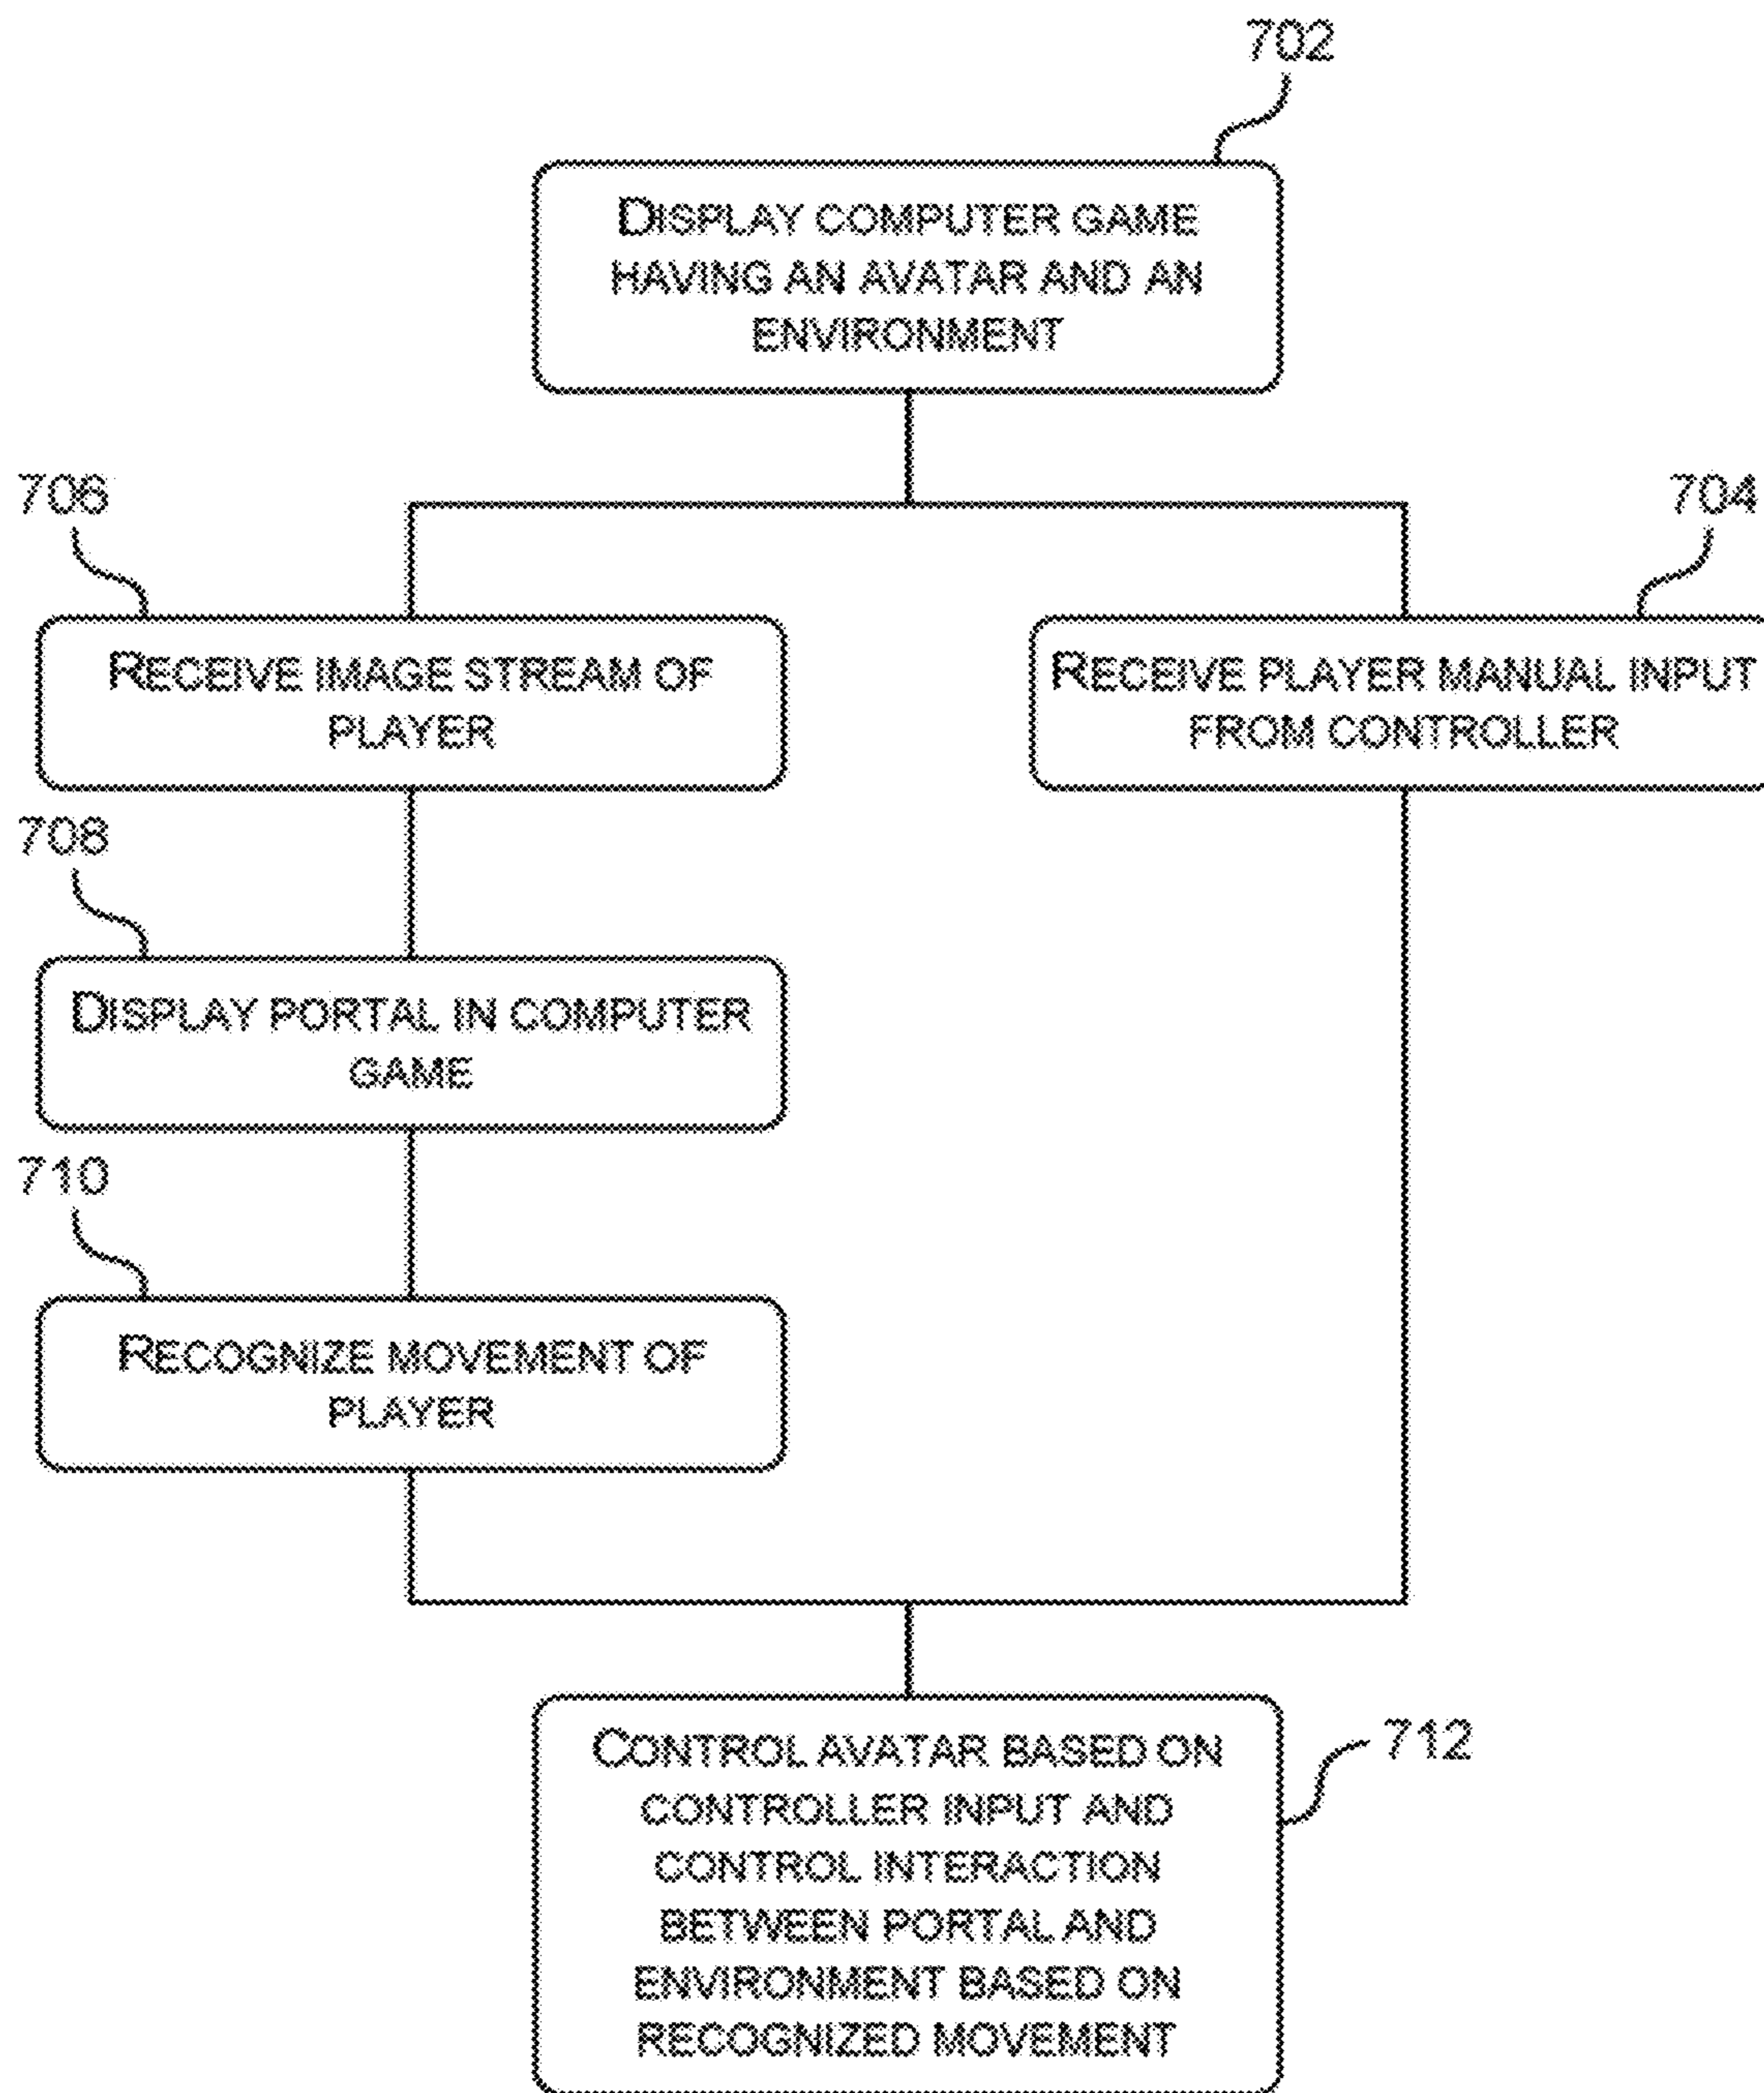 702
DISPLAY COMPUTER GAME
HAVING AN AVATAR AND AN
ENVIRONMENT
706
704
RECEIVE IMAGE STREAM OF
PLAYER
RECEIVE PLAYER MANUAL INPUT
FROM CONTROLLER
708
DISPLAY PORTAL IN COMPUTER
GAME
710
RECOGNIZE MOVEMENT OF
PLAYER
CONTROL AVATAR BASED ON
CONTROLLER INPUT AND
CONTROL INTERACTION
BETWEEN PORTAL AND
ENVIRONMENT BASED ON
RECOGNIZED MOVEMENT
712